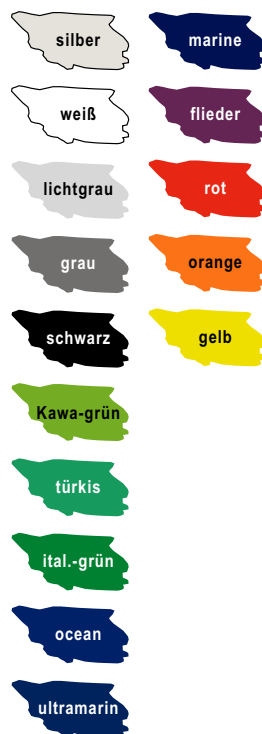 silber
weiß
lichtgrau
grau
schwarz
Kawa-grün
türkis
ital.-grün
ocean
ultramarin
marine
flieder
rot
orange
gelb